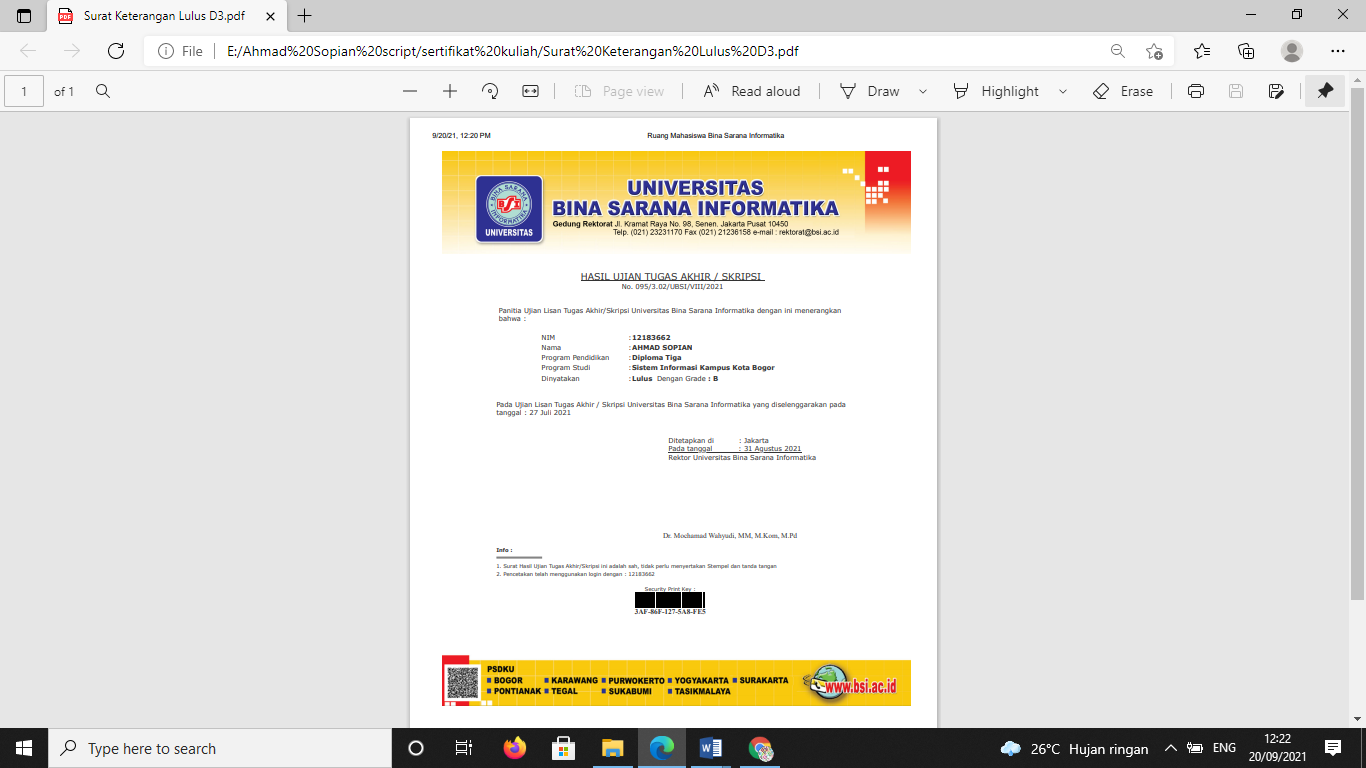 Surat Keterangan Lulus D3.pdf
File E:/Ahmad%20Sopian%20script/sertifikat%20kuliah/Surat%20Keterangan%20Lulus%20D3.pdf
1 of 1 Page view Read aloud Draw Highlight Erase
9/20/21, 12:20 PM Ruang Mahasiswa Bina Sarana Informatika
BINA SARANA INFORMATIKA
BSI
UNIVERSITAS
UNIVERSITAS
BINA SARANA INFORMATIKA
Gedung Rektorat Jl. Kramat Raya No. 98, Senen, Jakarta Pusat 10450
Telp. (021) 23231170 Fax (021) 21236158 e-mail : rektorat@bsi.ac.id
HASIL UJIAN TUGAS AKHIR / SKRIPSI
No. 095/3.02/UBSI/VIII/2021
Panitia Ujian Lisan Tugas Akhir/Skripsi Universitas Bina Sarana Informatika dengan ini menerangkan
bahwa :
NIM : 12183662
Nama : AHMAD SOPIAN
Program Pendidikan : Diploma Tiga
Program Studi : Sistem Informasi Kampus Kota Bogor
Dinyatakan : Lulus Dengan Grade : B
Pada Ujian Lisan Tugas Akhir / Skripsi Universitas Bina Sarana Informatika yang diselenggarakan pada
tanggal : 27 Juli 2021
Ditetapkan di : Jakarta
Pada tanggal : 31 Agustus 2021
Rektor Universitas Bina Sarana Informatika
Dr. Mochamad Wahyudi, MM, M.Kom, M.Pd
Info :
1. Surat Hasil Ujian Tugas Akhir/Skripsi ini adalah sah, tidak perlu menyertakan Stempel dan tanda tangan
2. Pencetakan telah menggunakan login dengan : 12183662
Security Print Key :
3AF-86F-127-5A8-FE5
PSDKU
BOGOR KARAWANG PURWOKERTO YOGYAKARTA SURAKARTA
PONTIANAK TEGAL SUKABUMI TASIKMALAYA
www.bsi.ac.id
Type here to search
26°C Hujan ringan ENG 12:22
20/09/2021